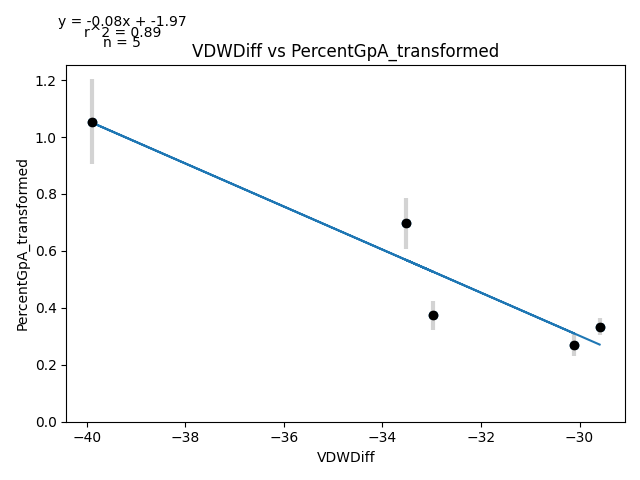 y = -0.08x + -1.97
r^2 = 0.89
n = 5
VDWDiff vs PercentGpA_transformed
1.2
1.0
0.8
0.6
0.4
0.2
0.0
PercentGpA_transformed
−40
−38
−36
−34
−32
−30
VDWDiff